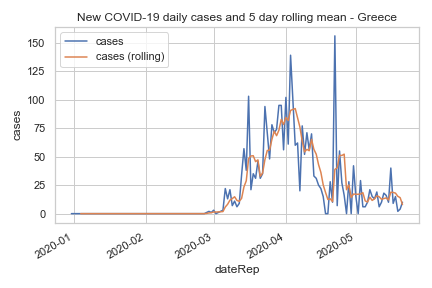 New COVID-19 daily cases and 5 day rolling mean - Greece
cases
cases (rolling)
150
125
100
75
50
25
0
cases
2020-01
2020-02
2020-03
2020-04
2020-05
dateRep